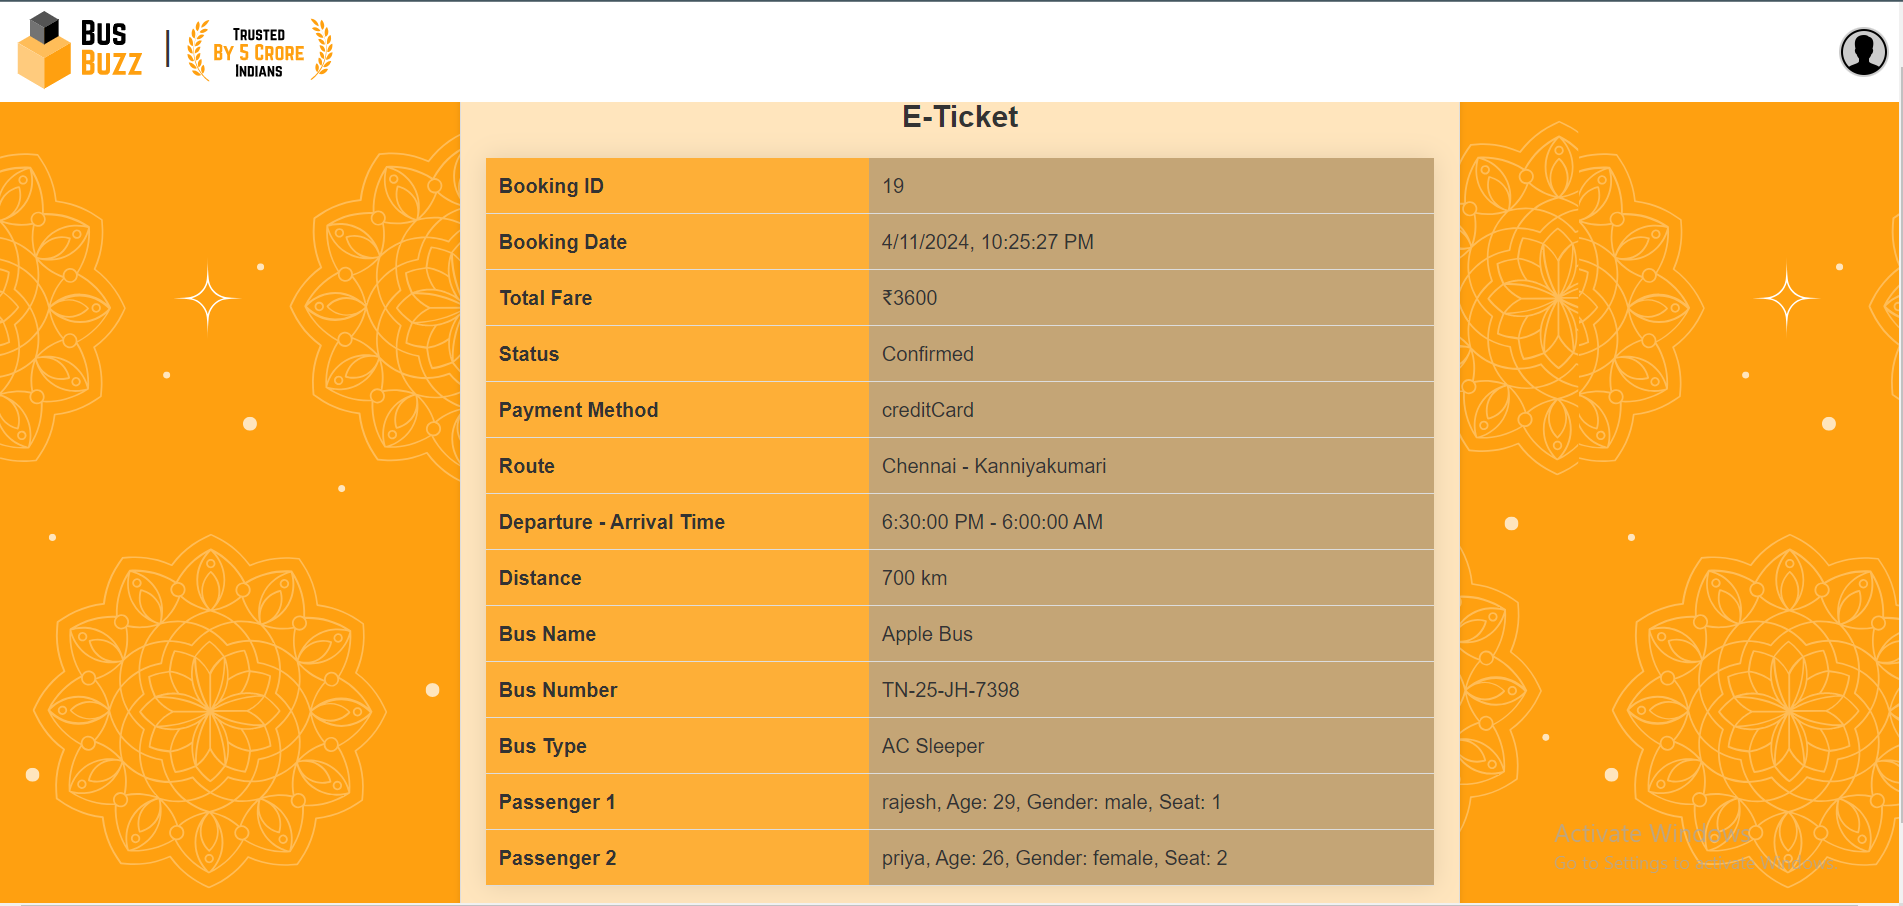 BUS
BUZZ
|
TRUSTED
BY 5 CRORE
INDIANS
E-Ticket
Booking ID 19
Booking Date 4/11/2024, 10:25:27 PM
Total Fare ₹3600
Status Confirmed
Payment Method creditCard
Route Chennai - Kanniyakumari
Departure - Arrival Time 6:30:00 PM - 6:00:00 AM
Distance 700 km
Bus Name Apple Bus
Bus Number TN-25-JH-7398
Bus Type AC Sleeper
Passenger 1 rajesh, Age: 29, Gender: male, Seat: 1
Passenger 2 priya, Age: 26, Gender: female, Seat: 2
Activate Windows
Go to Settings to activate Windows.